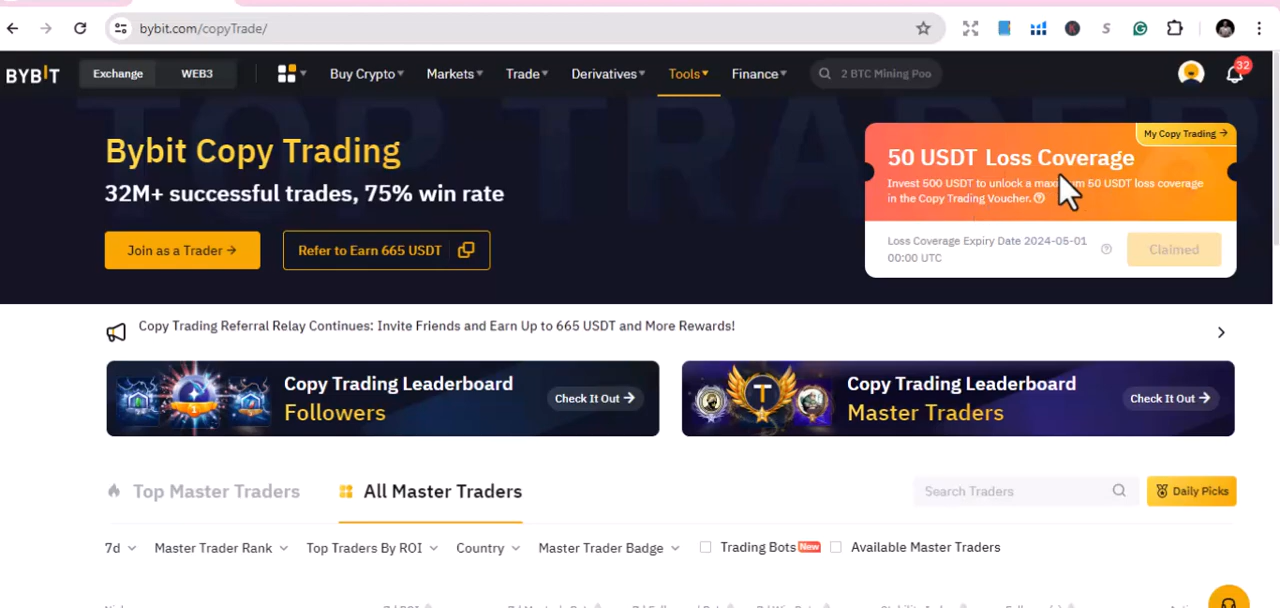 bybit.com/copyTrade/
BYBIT
Exchange
WEB3
Buy Crypto
Markets
Trade
Derivatives
Tools
Finance
2 BTC Mining Poo
32
TOP TRADER
Bybit Copy Trading
32M+ successful trades, 75% win rate
Join as a Trader →
Refer to Earn 665 USDT
My Copy Trading →
50 USDT Loss Coverage
Invest 500 USDT to unlock a 50 USDT loss coverage
in the Copy Trading Voucher.
Loss Coverage Expiry Date 2024-05-01
00:00 UTC
Claimed
Copy Trading Referral Relay Continues: Invite Friends and Earn Up to 665 USDT and More Rewards!
Copy Trading Leaderboard
Followers
Check It Out →
Copy Trading Leaderboard
Master Traders
Check It Out →
Top Master Traders
All Master Traders
Search Traders
Daily Picks
7d
Master Trader Rank
Top Traders By ROI
Country
Master Trader Badge
Trading Bots New
Available Master Traders